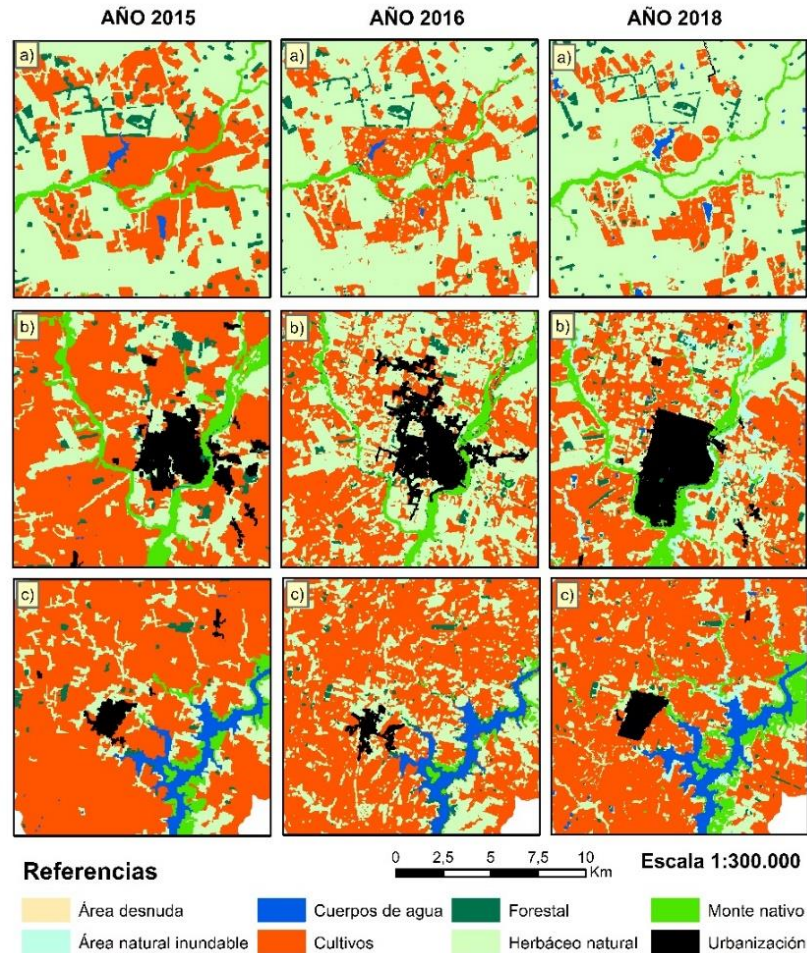 AÑO 2015 AÑO 2016 AÑO 2018
a) a) a)
b) b) b)
c) c) c)
Referencias
0 2,5 5 7,5 10
Km
Escala 1:300.000
Área desnuda Cuerpos de agua Forestal Monte nativo
Área natural inundable Cultivos Herbáceo natural Urbanización